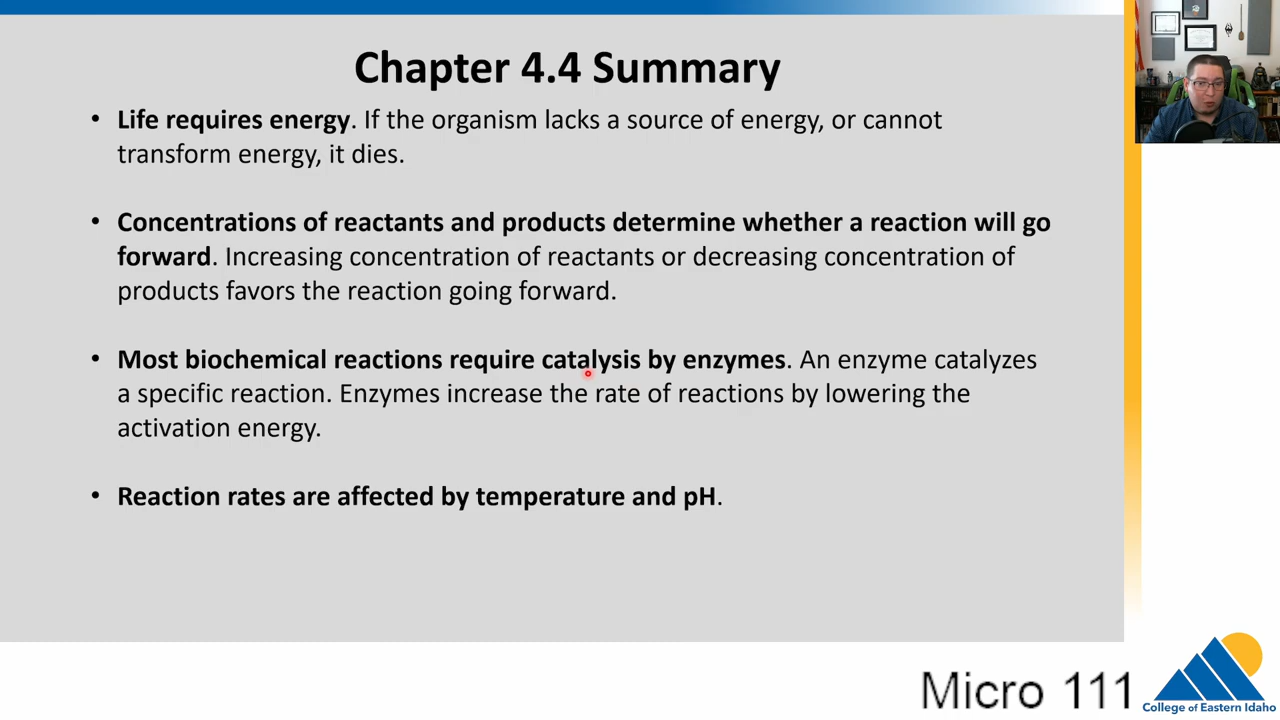 Chapter 4.4 Summary
• Life requires energy. If the organism lacks a source of energy, or cannot
transform energy, it dies.
• Concentrations of reactants and products determine whether a reaction will go
forward. Increasing concentration of reactants or decreasing concentration of
products favors the reaction going forward.
• Most biochemical reactions require catalysis by enzymes. An enzyme catalyzes
a specific reaction. Enzymes increase the rate of reactions by lowering the
activation energy.
• Reaction rates are affected by temperature and pH.
Micro 111
College of Eastern Idaho